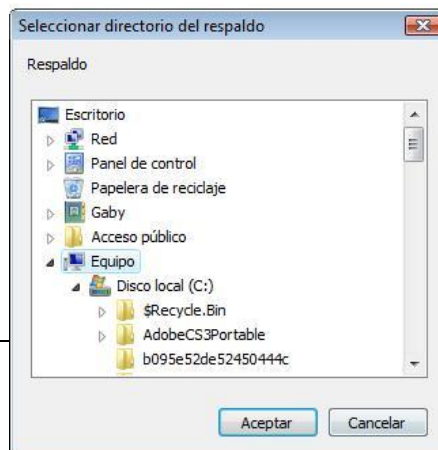 Seleccionar directorio del respaldo
Respaldo
Escritorio
Red
Panel de control
Papelera de reciclaje
Gaby
Acceso público
Equipo
Disco local (C:)
$Recycle.Bin
AdobeCS3Portable
b095e52de52450444c
Aceptar Cancelar